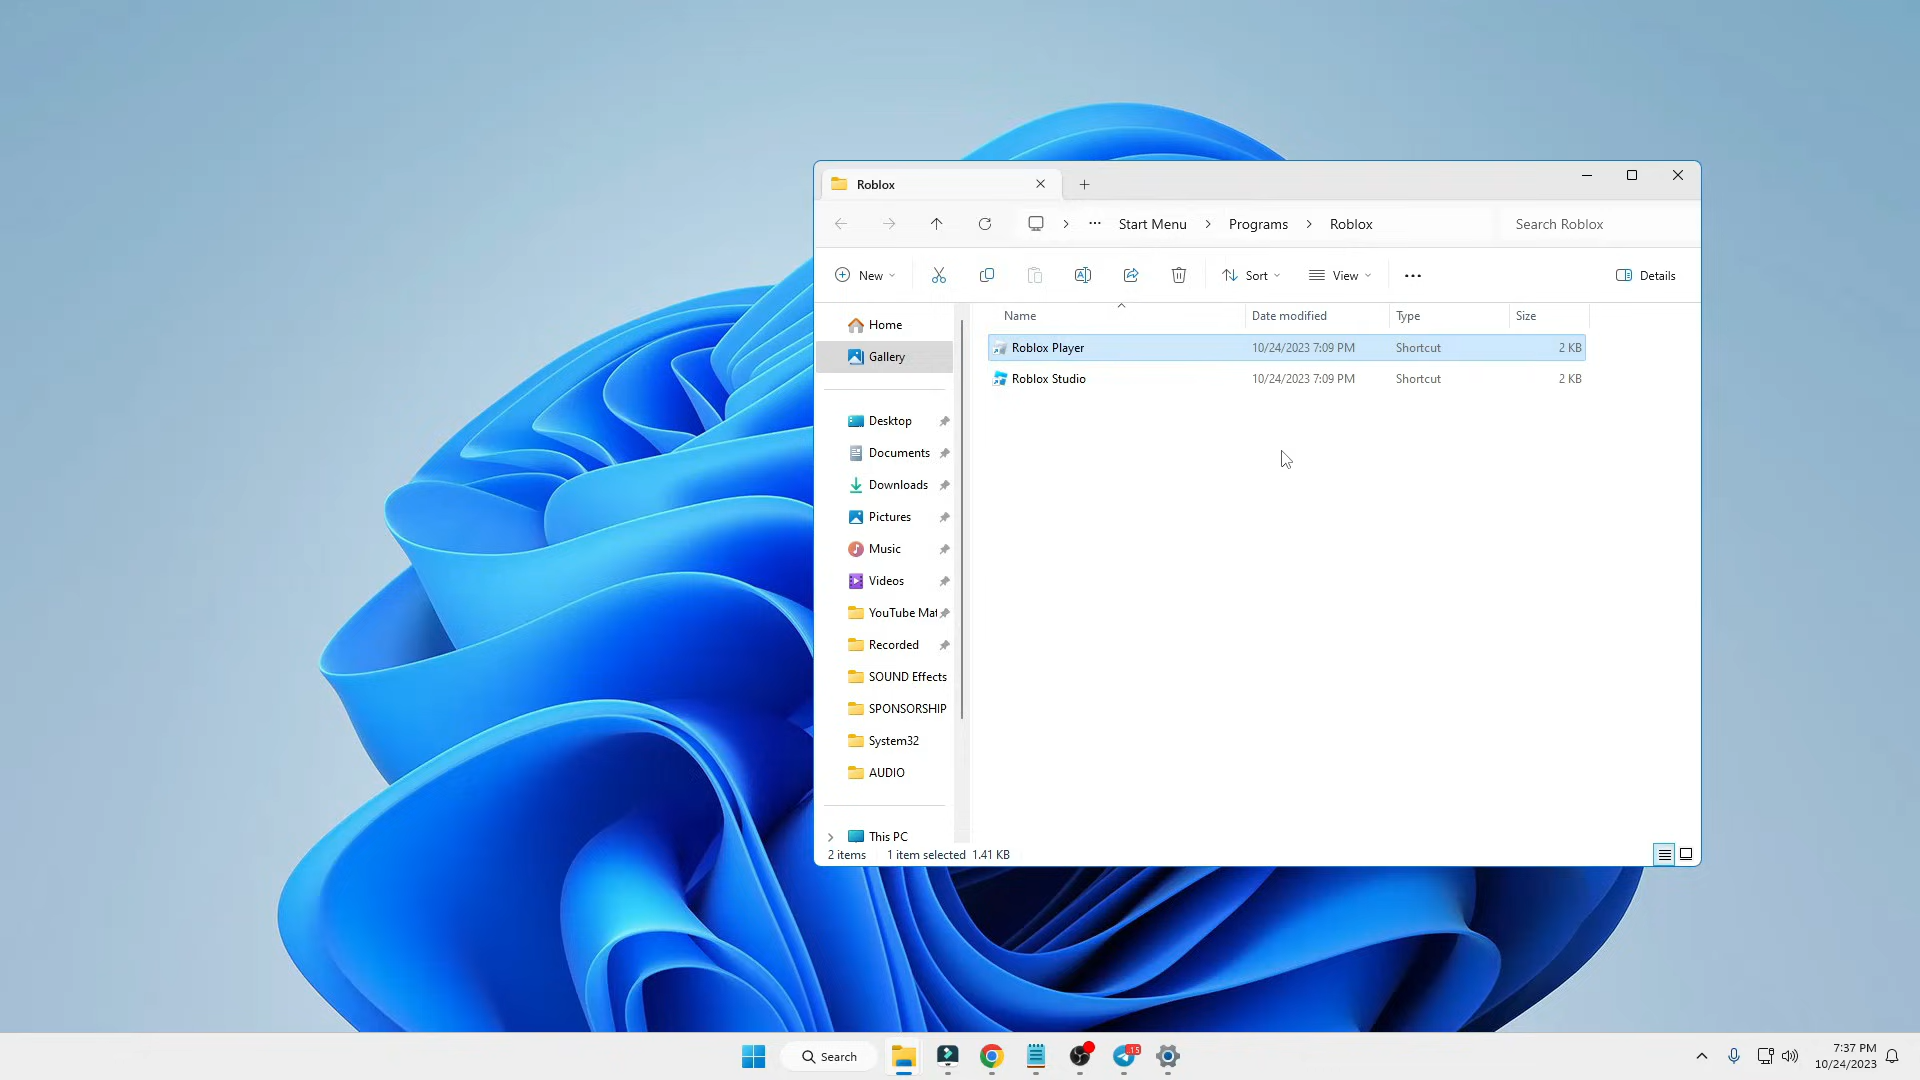 Roblox
Start Menu > Programs > Roblox
Search Roblox
New
Sort
View
Details
Name
Date modified
Type
Size
Roblox Player 10/24/2023 7:09 PM Shortcut 2 KB
Roblox Studio 10/24/2023 7:09 PM Shortcut 2 KB
Home
Gallery
Desktop
Documents
Downloads
Pictures
Music
Videos
YouTube Mat
Recorded
SOUND Effects
SPONSORSHIP
System32
AUDIO
This PC
2 items 1 item selected 1.41 KB
Search
15
7:37 PM
10/24/2023